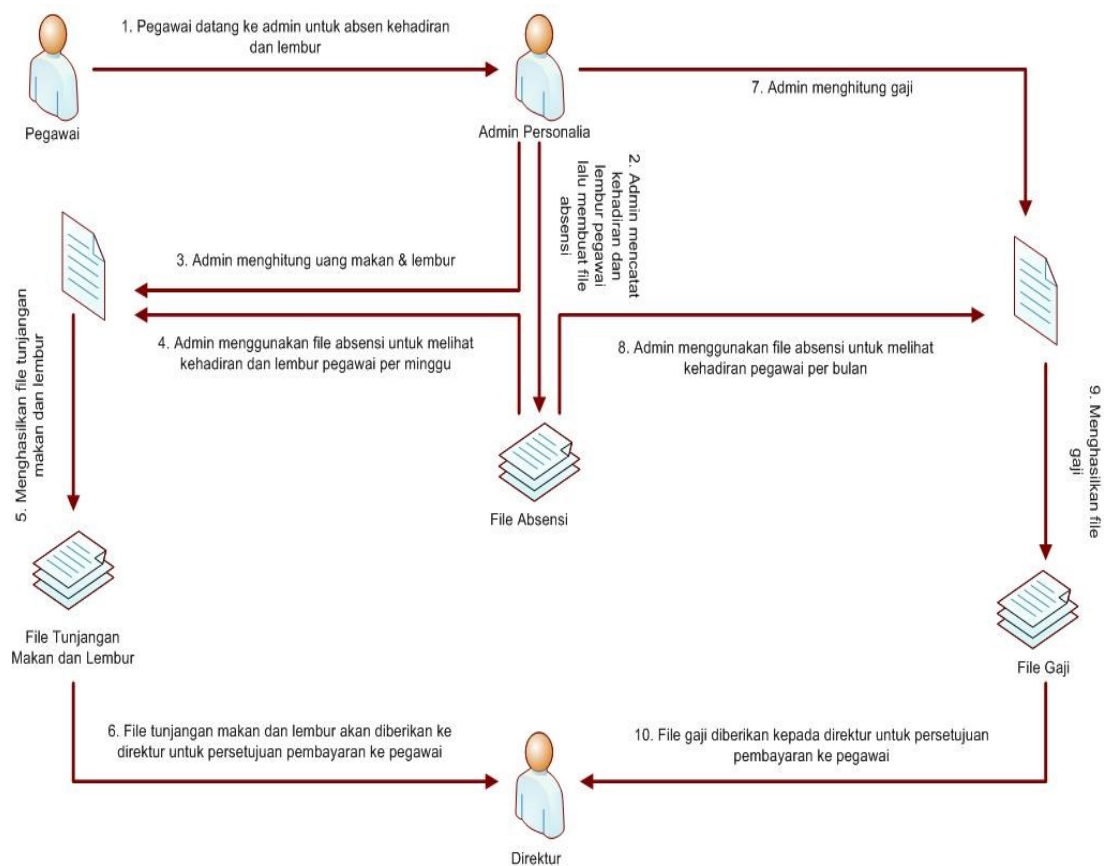 1. Pegawai datang ke admin untuk absen kehadiran
dan lembur
Pegawai
Admin Personalia
7. Admin menghitung gaji
2. Admin mencatat
kehadiran dan
lembur pegawai
lalu membuat file
absensi
3. Admin menghitung uang makan & lembur
4. Admin menggunakan file absensi untuk melihat
kehadiran dan lembur pegawai per minggu
8. Admin menggunakan file absensi untuk melihat
kehadiran pegawai per bulan
5. Menghasilkan file tunjangan
makan dan lembur
9. Menghasilkan file
gaji
File Absensi
File Tunjangan
Makan dan Lembur
File Gaji
6. File tunjangan makan dan lembur akan diberikan ke
direktur untuk persetujuan pembayaran ke pegawai
10. File gaji diberikan kepada direktur untuk persetujuan
pembayaran ke pegawai
Direktur